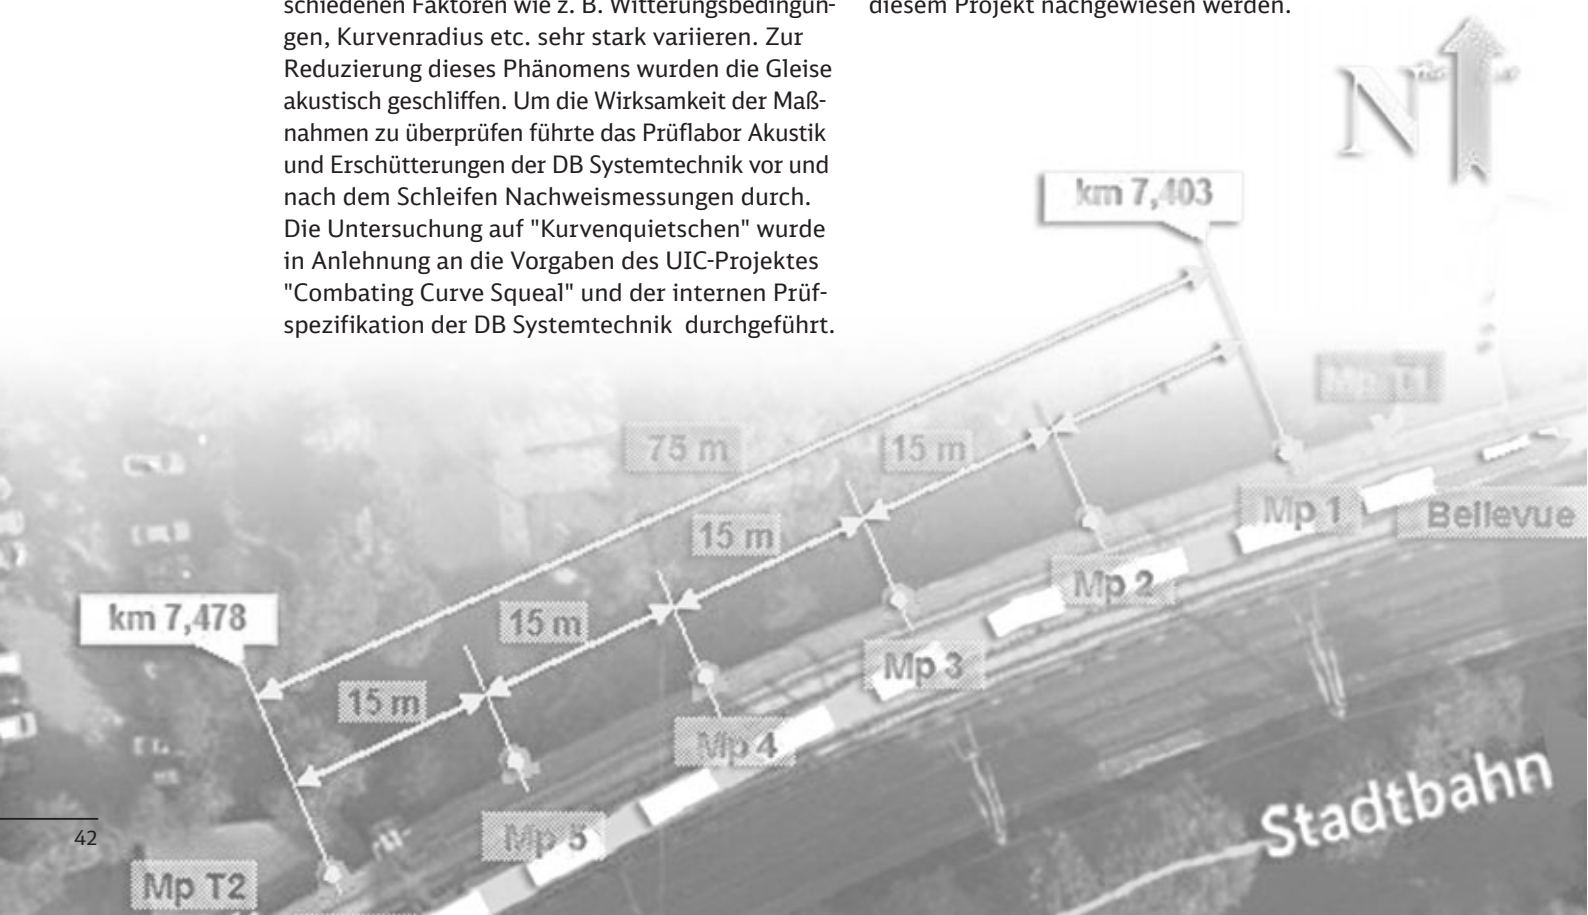 schiedenen Faktoren wie z. B. Witterungsbedingun-
gen, Kurvenradius etc. sehr stark variieren. Zur
Reduzierung dieses Phänomens wurden die Gleise
akustisch geschliffen. Um die Wirksamkeit der Maß-
nahmen zu überprüfen führte das Prüflabor Akustik
und Erschütterungen der DB Systemtechnik vor und
nach dem Schleifen Nachweismessungen durch.
Die Untersuchung auf "Kurvenquietschen" wurde
in Anlehnung an die Vorgaben des UIC-Projektes
"Combating Curve Squeal" und der internen Prüf-
spezifikation der DB Systemtechnik durchgeführt.
diesem Projekt nachgewiesen werden.
N
km 7,403
Mp T1
75 m
15 m
Mp 1
Bellevue
15 m
Mp 2
km 7,478
15 m
Mp 3
15 m
Mp 4
Stadtbahn
Mp 5
42
Mp T2